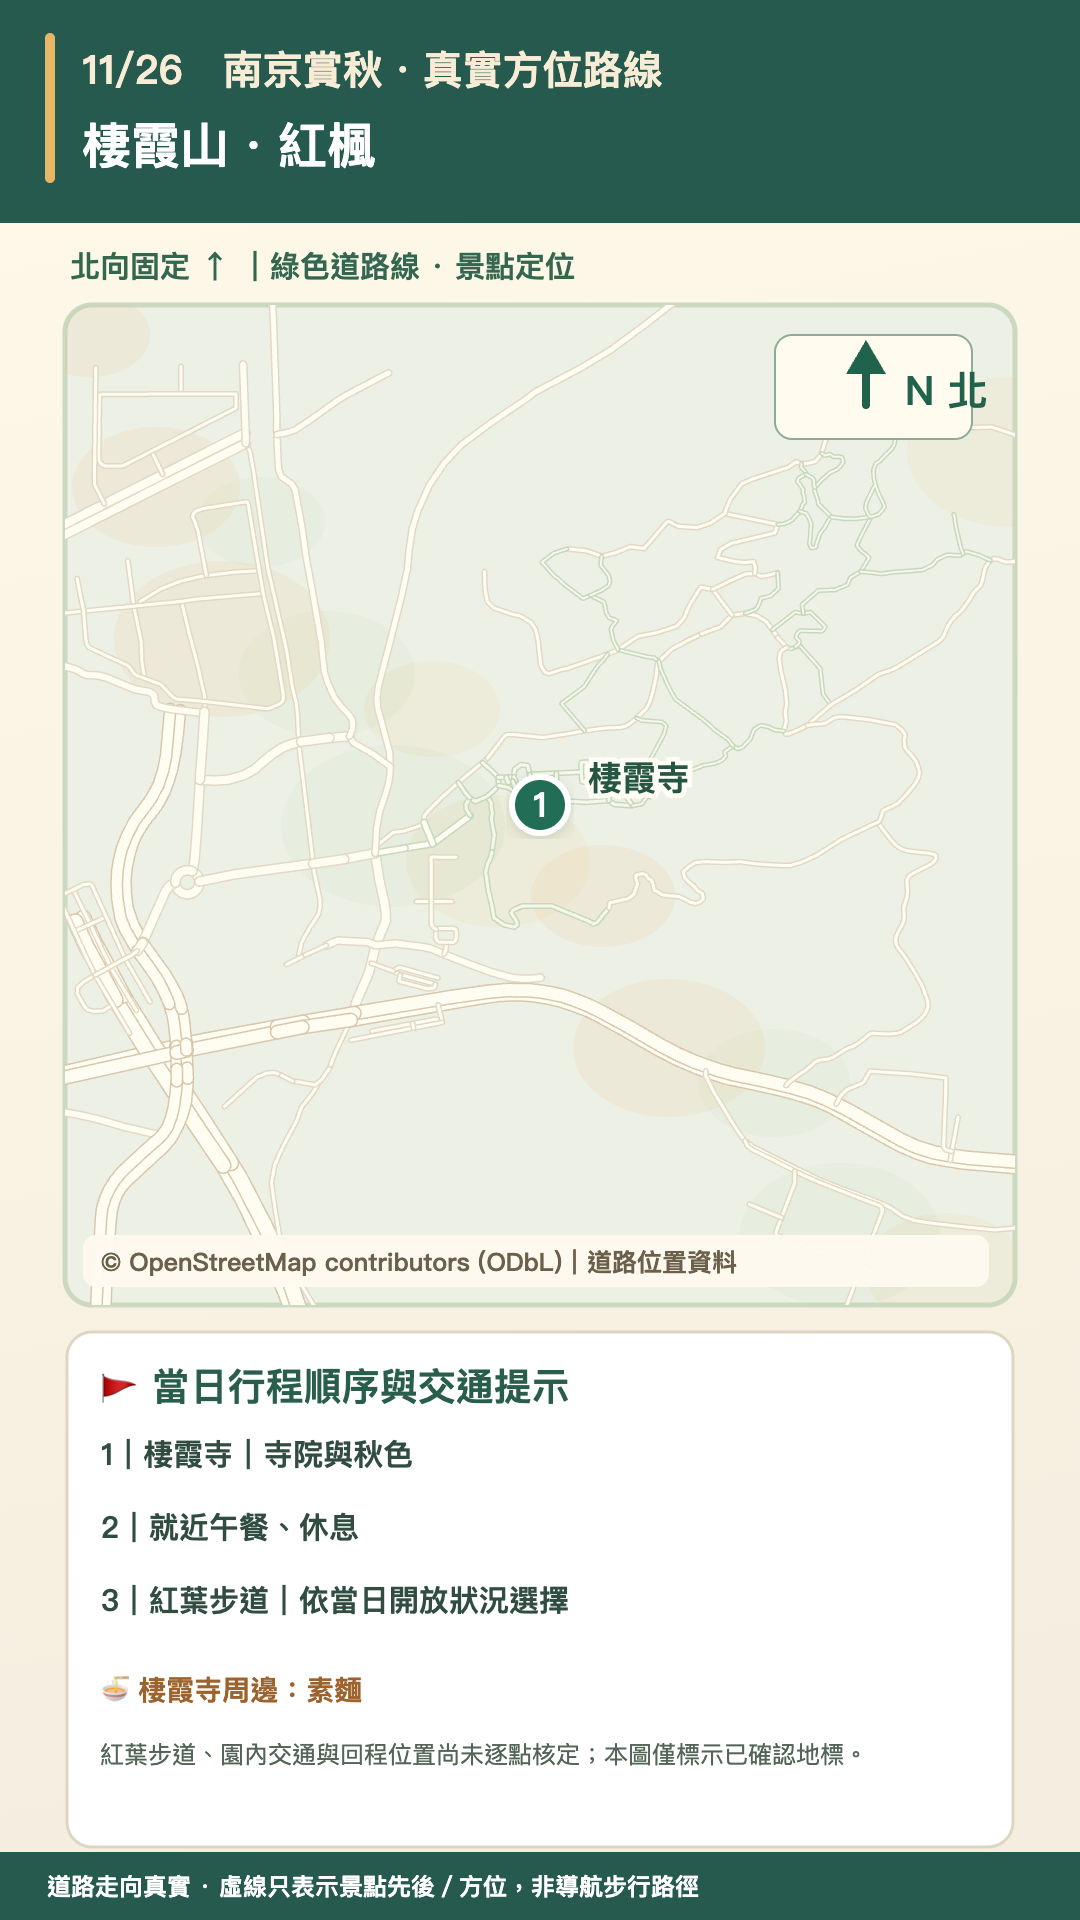 11/26　南京賞秋・真實方位路線
棲霞山・紅楓
北向固定 ↑ ｜綠色道路線・景點定位
N 北
棲霞寺
1
© OpenStreetMap contributors (ODbL)｜道路位置資料
🚩 當日行程順序與交通提示
1｜棲霞寺｜寺院與秋色
2｜就近午餐、休息
3｜紅葉步道｜依當日開放狀況選擇
🍜 棲霞寺周邊：素麵
紅葉步道、園內交通與回程位置尚未逐點核定；本圖僅標示已確認地標。
道路走向真實・虛線只表示景點先後 / 方位，非導航步行路徑